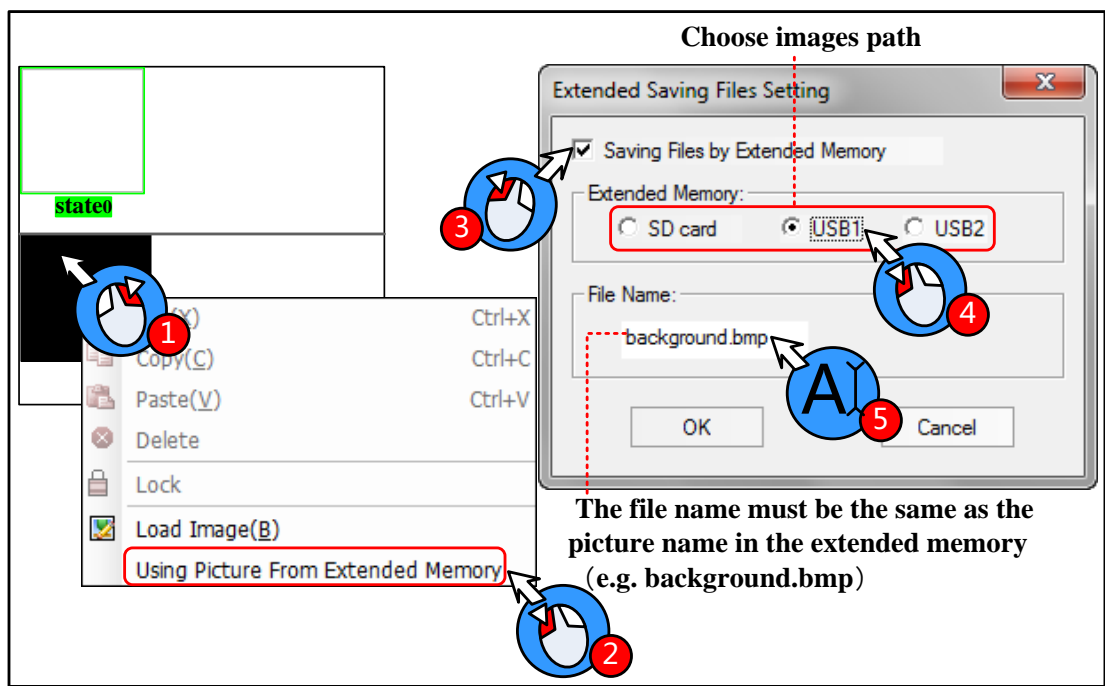 Choose images path
Extended Saving Files Setting
Saving Files by Extended Memory
Extended Memory:
SD card USB1 USB2
File Name:
background.bmp
OK Cancel
The file name must be the same as the
picture name in the extended memory
（e.g. background.bmp）
state0
(X) Ctrl+X
Copy(C) Ctrl+C
Paste(V) Ctrl+V
Delete
Lock
Load Image(B)
Using Picture From Extended Memory
1
2
3
4
A
5